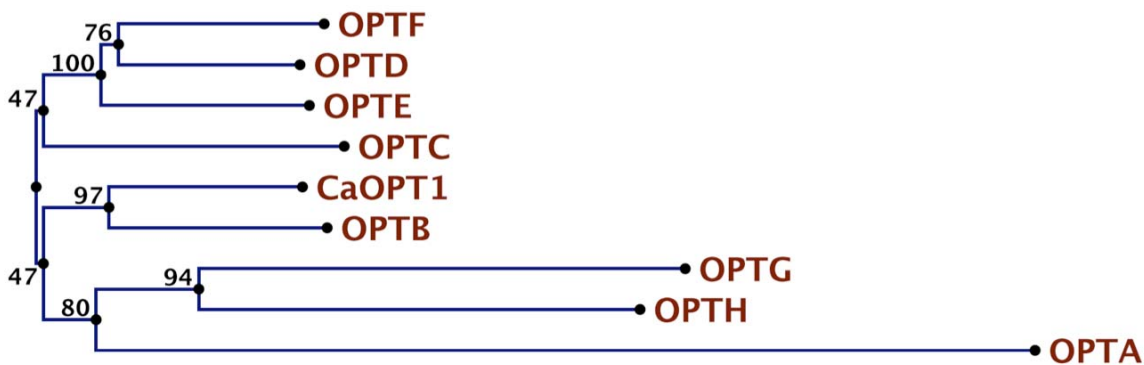 76
OPTF
OPTD
100
OPTE
47
OPTC
97
CaOPT1
OPTB
47
94
OPTG
OPTH
80
OPTA